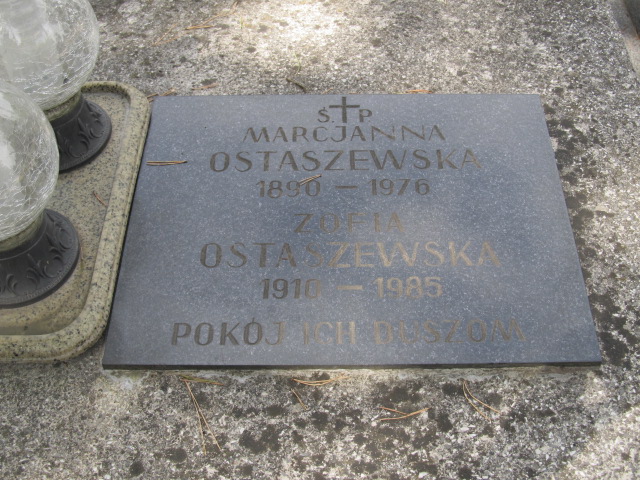 Ś.†P
MARCJANNA
OSTASZEWSKA
1890 – 1976
ZOFIA
OSTASZEWSKA
1910 – 1985
POKÓJ ICH DUSZOM